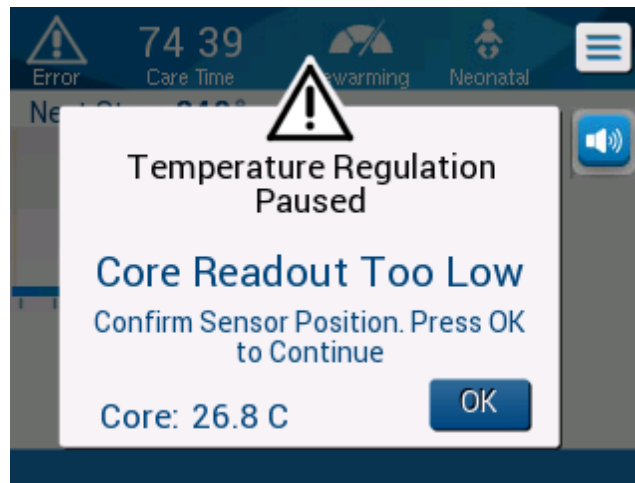 74 39
Error
Care Time
Neonatal
Temperature Regulation
Paused
Core Readout Too Low
Confirm Sensor Position. Press OK
to Continue
Core: 26.8 C
OK